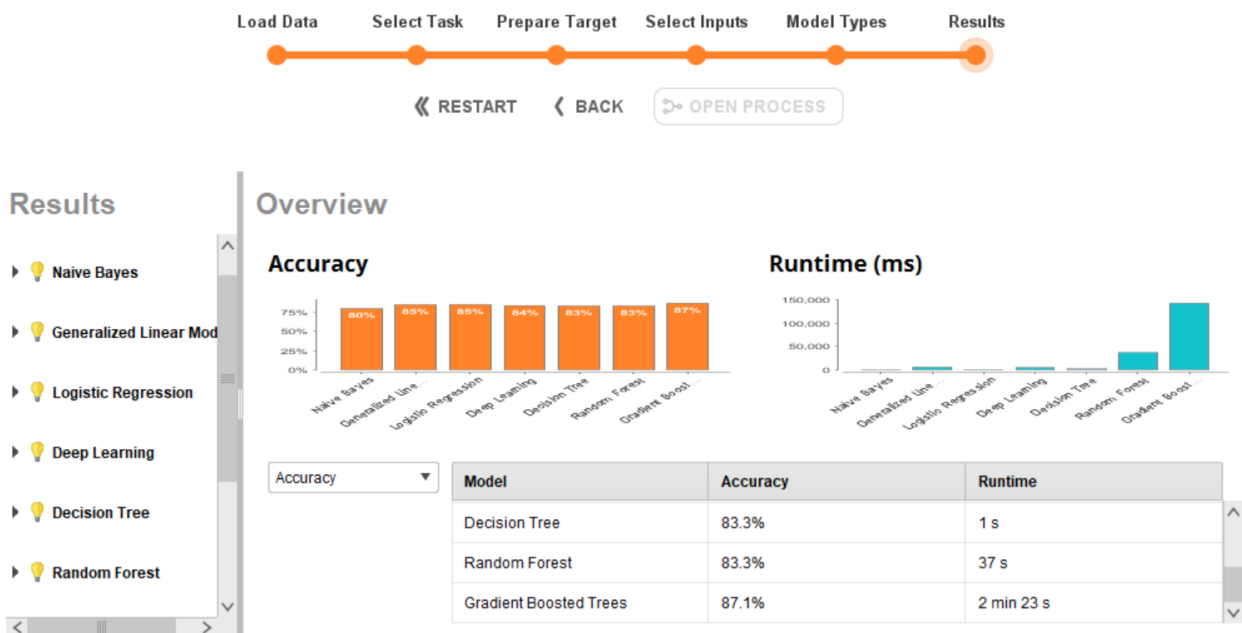 Load Data Select Task Prepare Target Select Inputs Model Types Results
RESTART BACK OPEN PROCESS
Results
Overview
Naive Bayes
Generalized Linear Mod
Logistic Regression
Deep Learning
Decision Tree
Random Forest
Accuracy
75%
50%
25%
0%
80% 85% 85% 84% 83% 83% 87%
Naive Bayes
Generalized Line...
Logistic Regression
Deep Learning
Decision Tree
Random Forest
Gradient Boost...
Runtime (ms)
150,000
100,000
50,000
0
Naive Bayes
Generalized Line...
Logistic Regression
Deep Learning
Decision Tree
Random Forest
Gradient Boost...
Accuracy
Model Accuracy Runtime
Decision Tree 83.3% 1 s
Random Forest 83.3% 37 s
Gradient Boosted Trees 87.1% 2 min 23 s